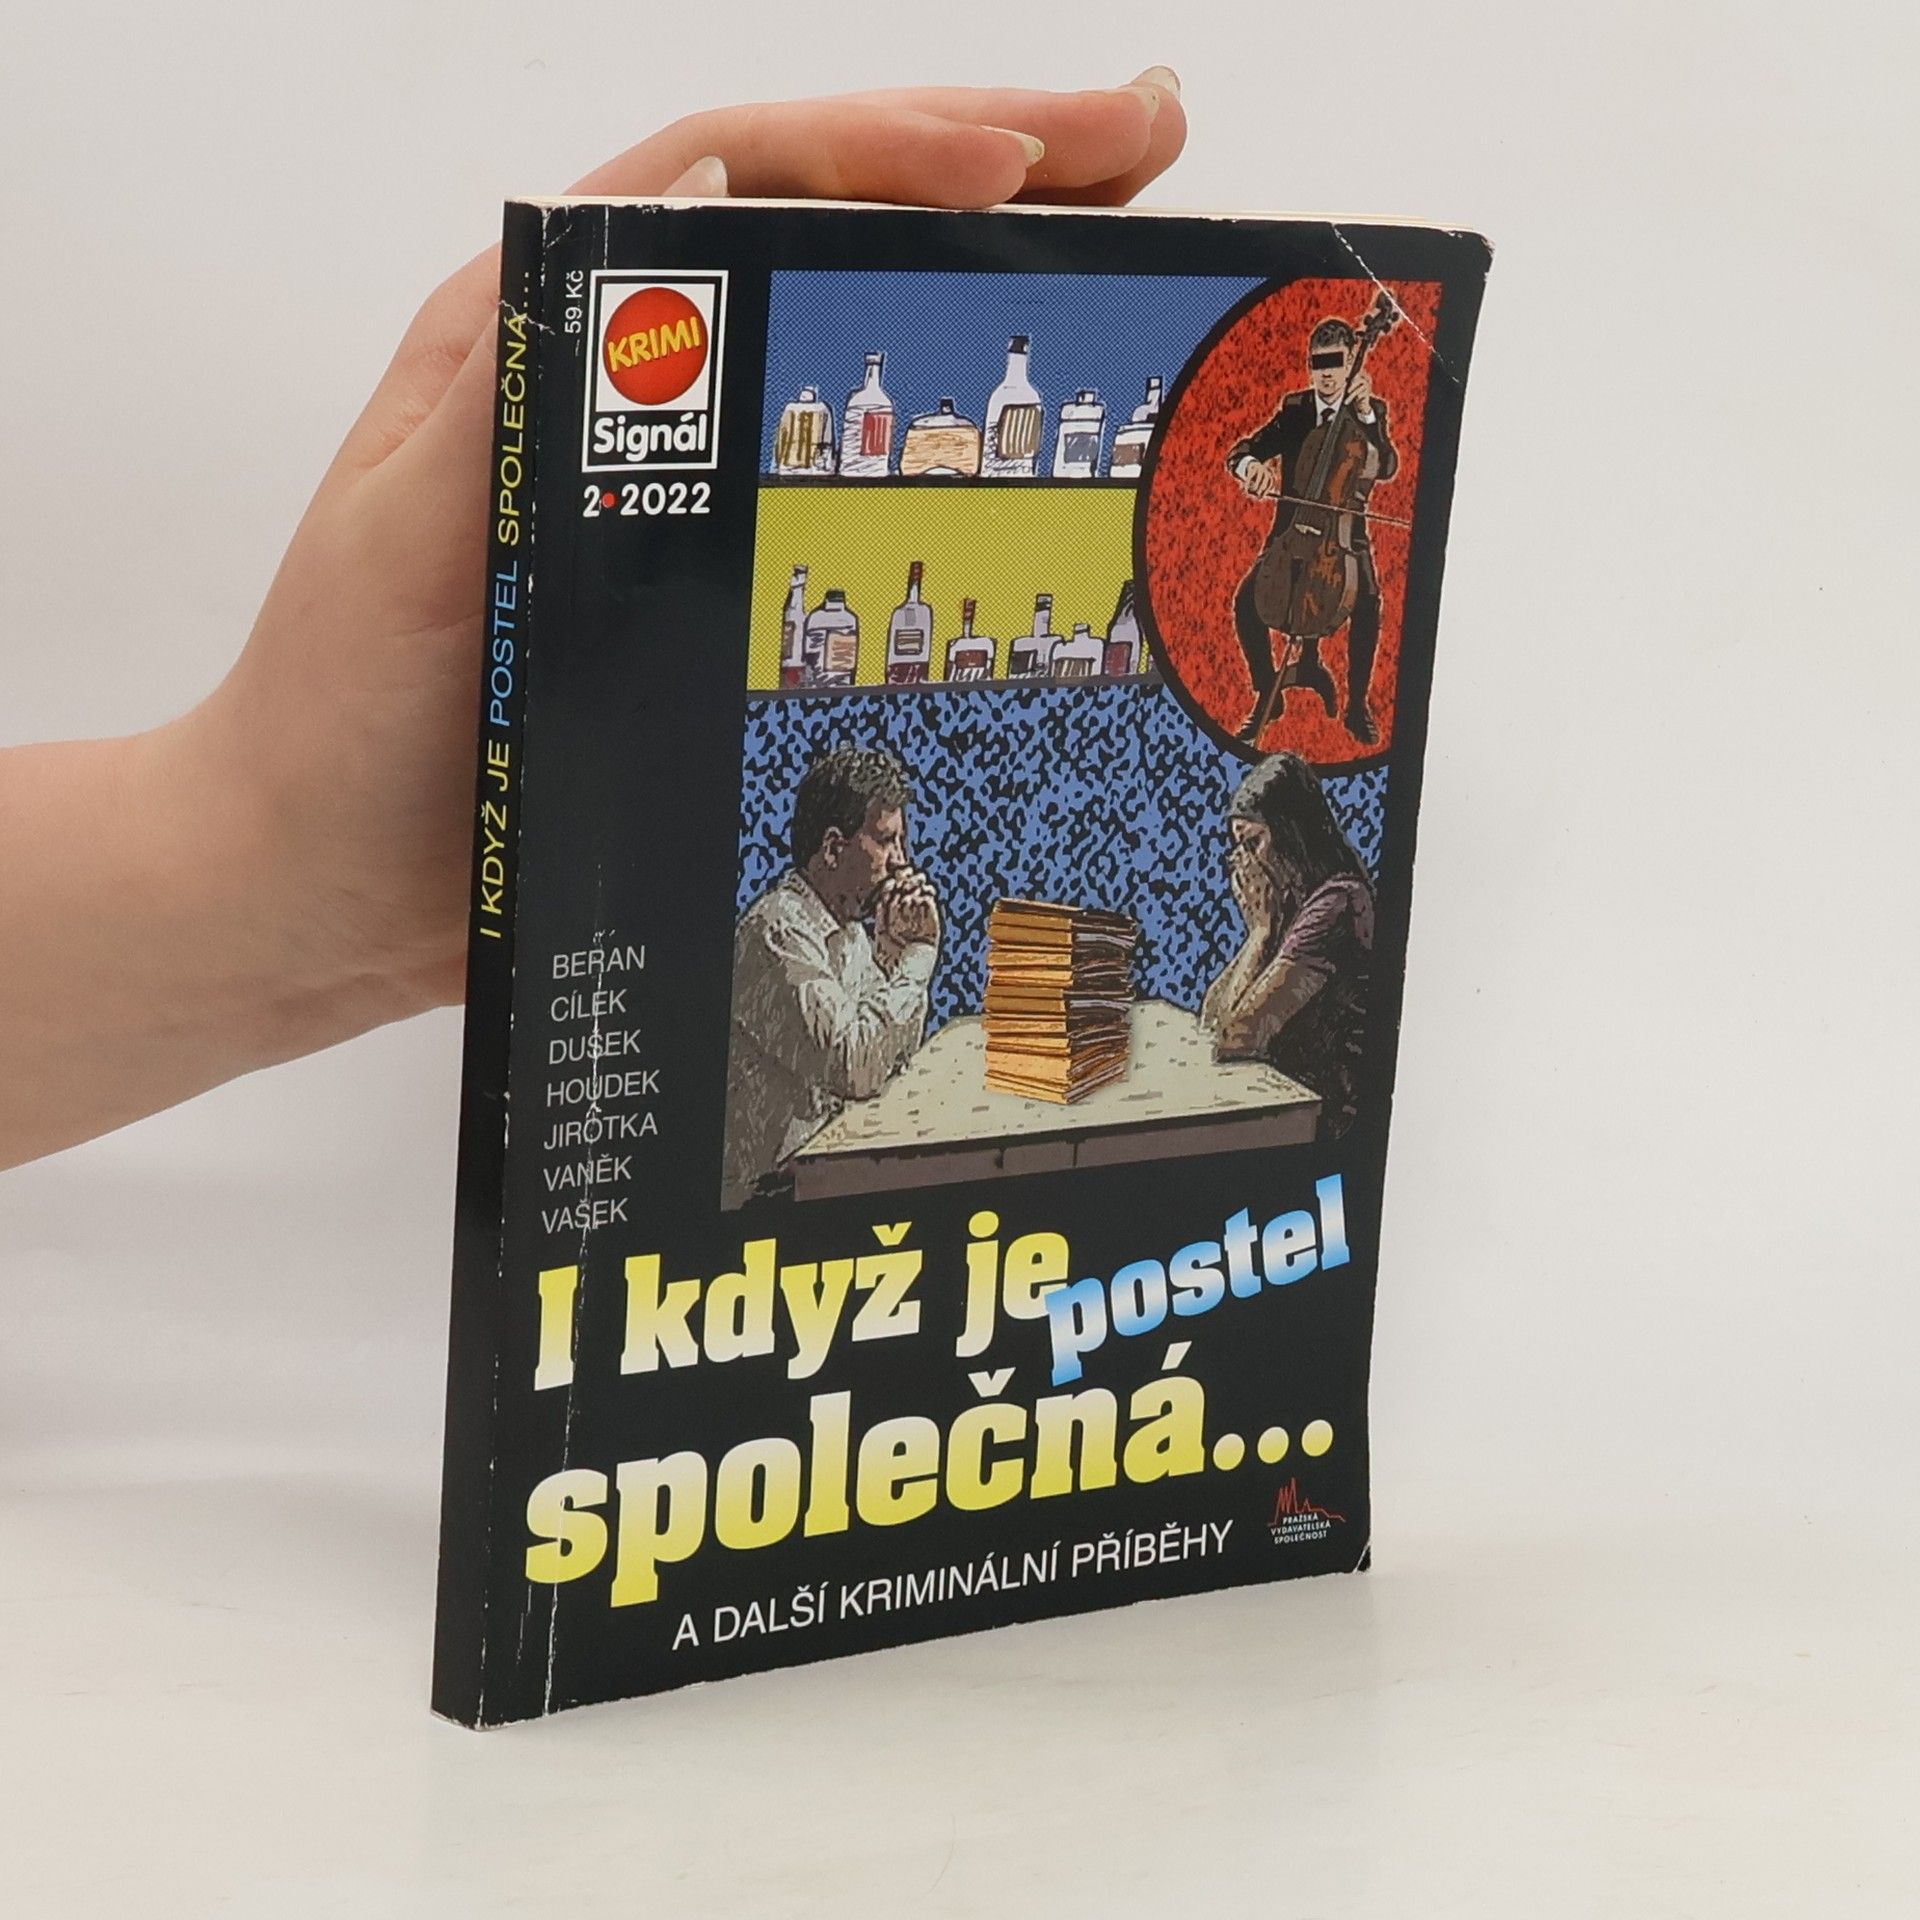 I KDYŽ JE POSTEL SPOLEČNÁ...
59 Kč
KRIMI
Signál
2•2022
BERAN
CÍLEK
DUŠEK
HOUDEK
JIROTKA
VANĚK
VAŠEK
I když je postel
společná...
A DALŠÍ KRIMINÁLNÍ PŘÍBĚHY
PRAŽSKÁ
VYDAVATELSKÁ
SPOLEČNOST